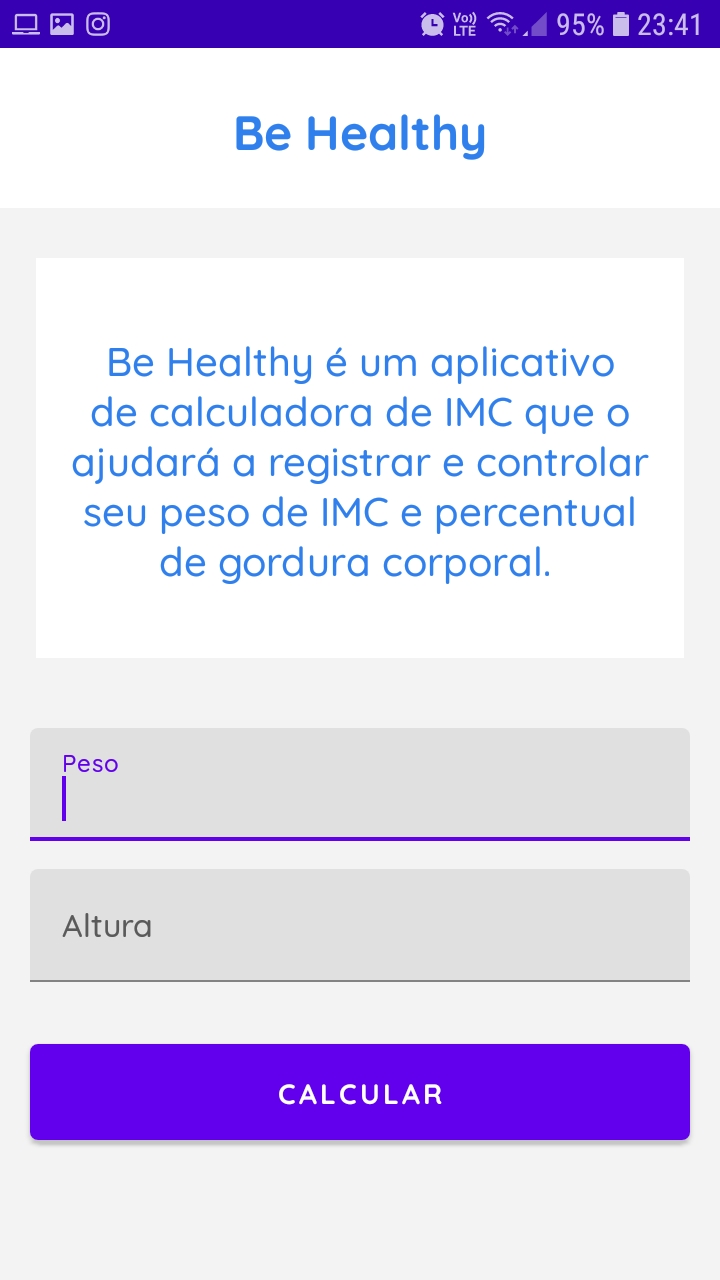 Vo)) LTE 95% 23:41
Be Healthy
Be Healthy é um aplicativo
de calculadora de IMC que o
ajudará a registrar e controlar
seu peso de IMC e percentual
de gordura corporal.
Peso
Altura
CALCULAR